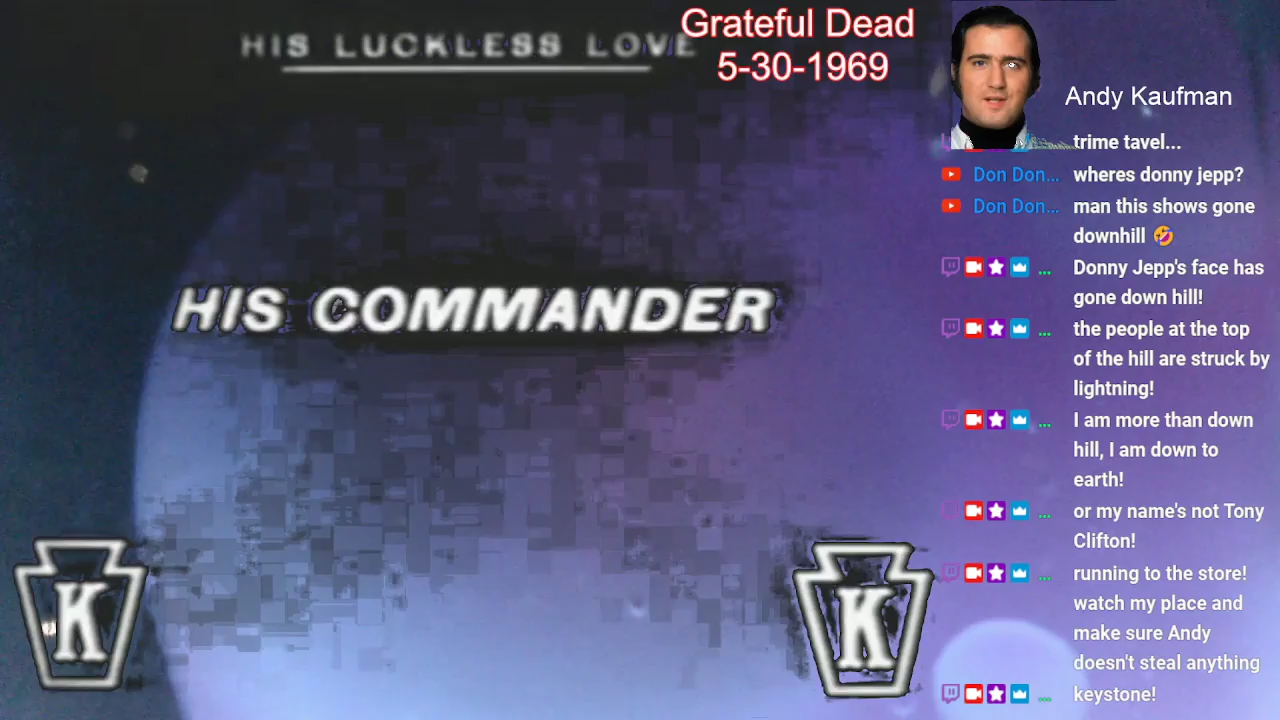 HIS LUCKLESS LOVE
Grateful Dead
5-30-1969
Andy Kaufman
trime tavel...
Don Don... wheres donny jepp?
Don Don... man this shows gone
downhill 🤣
HIS COMMANDER
... Donny Jepp's face has
gone down hill!
... the people at the top
of the hill are struck by
lightning!
... I am more than down
hill, I am down to
earth!
... or my name's not Tony
Clifton!
... running to the store!
watch my place and
make sure Andy
doesn't steal anything
... keystone!
K
K